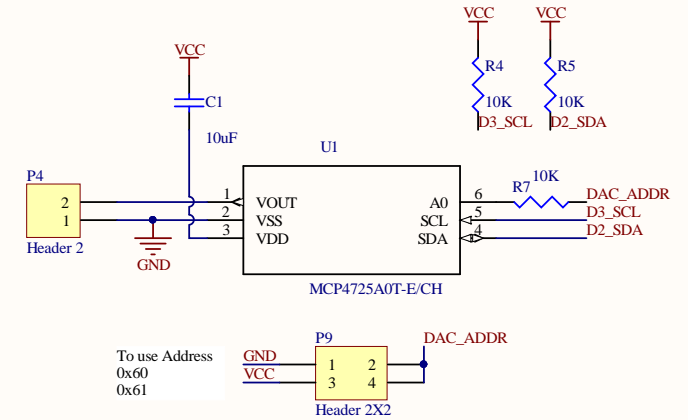 VCC
VCC
VCC
R4
R5
C1
10K
10K
D3_SCL
D2_SDA
10uF
U1
P4
2
1
Header 2
GND
1
2
3
VOUT
VSS
VDD
A0
SCL
SDA
6
5
4
R7
10K
DAC_ADDR
D3_SCL
D2_SDA
MCP4725A0T-E/CH
To use Address
0x60
0x61
GND
VCC
P9
1
2
3
4
DAC_ADDR
Header 2X2